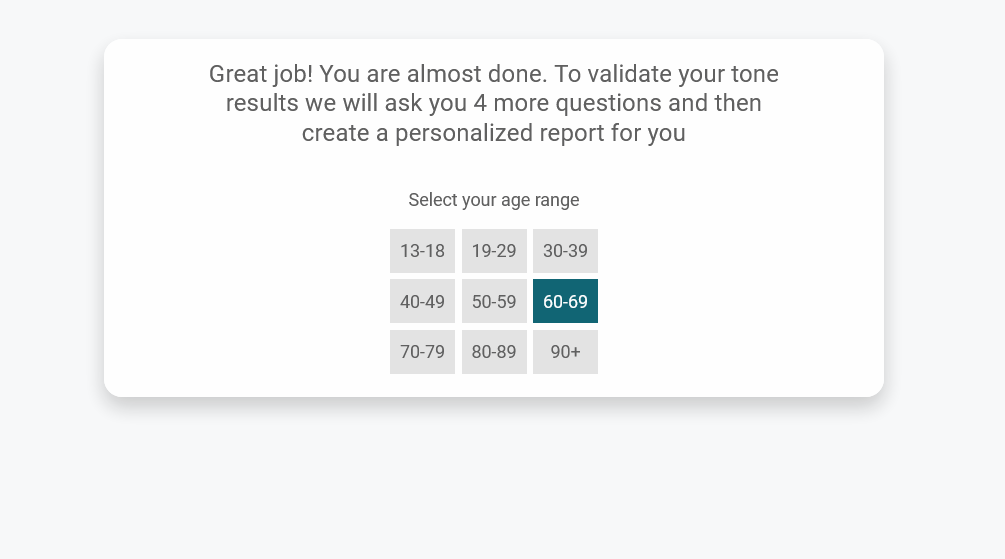 Great job! You are almost done. To validate your tone
results we will ask you 4 more questions and then
create a personalized report for you
Select your age range
13-18 19-29 30-39
40-49 50-59 60-69
70-79 80-89 90+